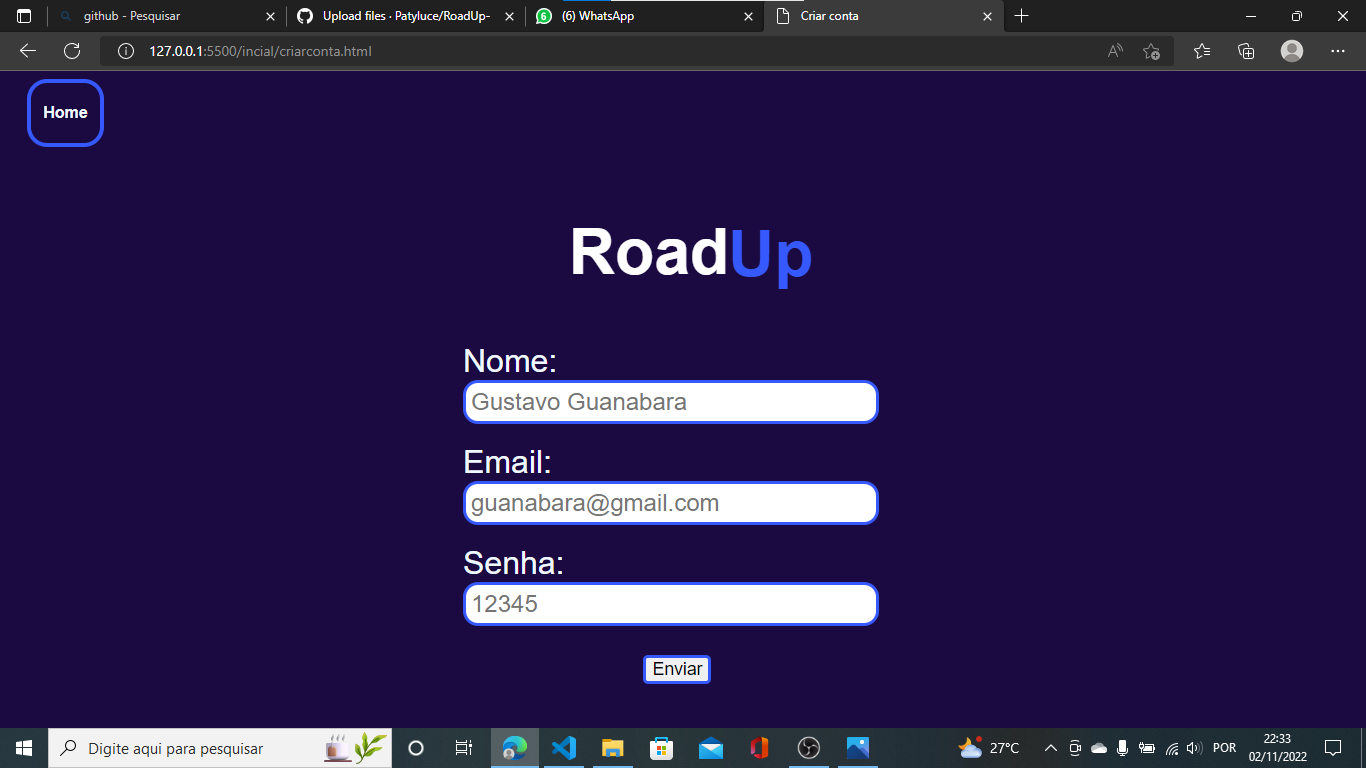 github - Pesquisar
Upload files · Patyluce/RoadUp-
6
(6) WhatsApp
Criar conta
127.0.0.1:5500/incial/criarconta.html
Home
RoadUp
Nome:
Gustavo Guanabara
Email:
guanabara@gmail.com
Senha:
12345
Enviar
Digite aqui para pesquisar
27°C
POR
22:33
02/11/2022